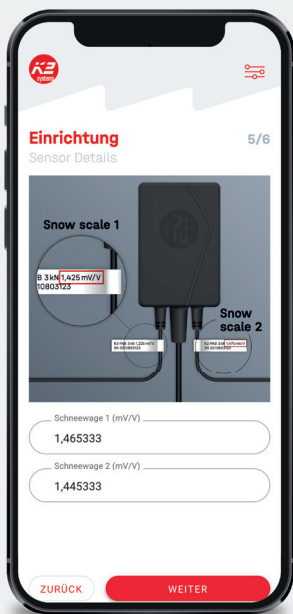 K2
systems
Einrichtung
5/6
Sensor Details
Snow scale 1
B 3 kN 1,425 mV/V
10803123
Snow
scale 2
Schneewage 1 (mV/V)
1,465333
Schneewage 2 (mV/V)
1,445333
ZURÜCK
WEITER